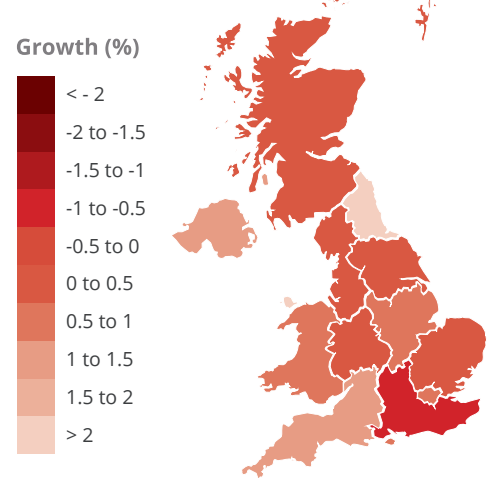 Growth (%)
< - 2
-2 to -1.5
-1.5 to -1
-1 to -0.5
-0.5 to 0
0 to 0.5
0.5 to 1
1 to 1.5
1.5 to 2
> 2